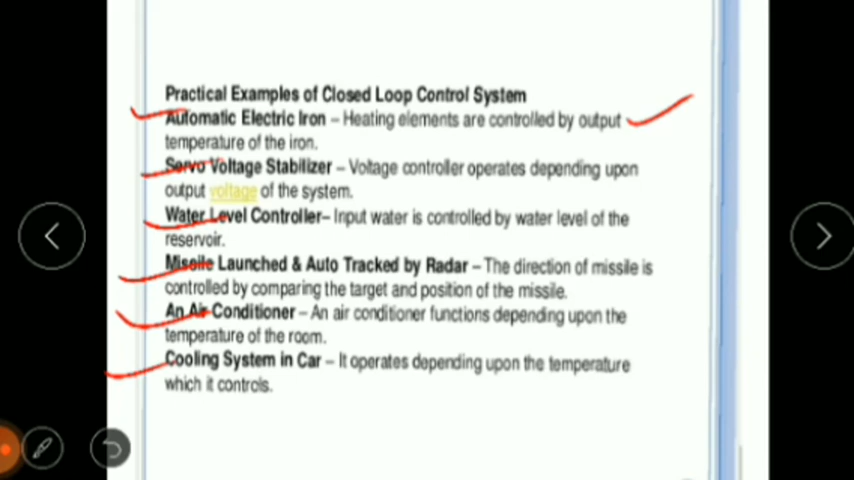 Practical Examples of Closed Loop Control System
Automatic Electric Iron – Heating elements are controlled by output
temperature of the iron.
Servo Voltage Stabilizer – Voltage controller operates depending upon
output voltage of the system.
Water Level Controller– Input water is controlled by water level of the
reservoir.
Missile Launched & Auto Tracked by Radar – The direction of missile is
controlled by comparing the target and position of the missile.
An Air Conditioner – An air conditioner functions depending upon the
temperature of the room.
Cooling System in Car – It operates depending upon the temperature
which it controls.